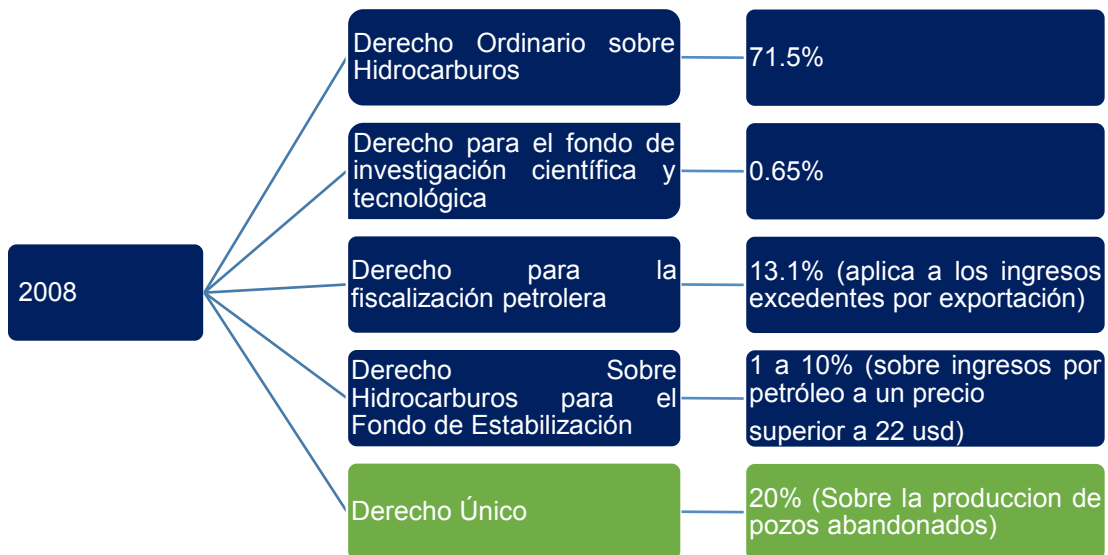 2008
Derecho Ordinario sobre
Hidrocarburos
71.5%
Derecho para el fondo de
investigación científica y
tecnológica
0.65%
Derecho para la
fiscalización petrolera
13.1% (aplica a los ingresos
excedentes por exportación)
Derecho Sobre
Hidrocarburos para el
Fondo de Estabilización
1 a 10% (sobre ingresos por
petróleo a un precio
superior a 22 usd)
Derecho Único
20% (Sobre la produccion de
pozos abandonados)